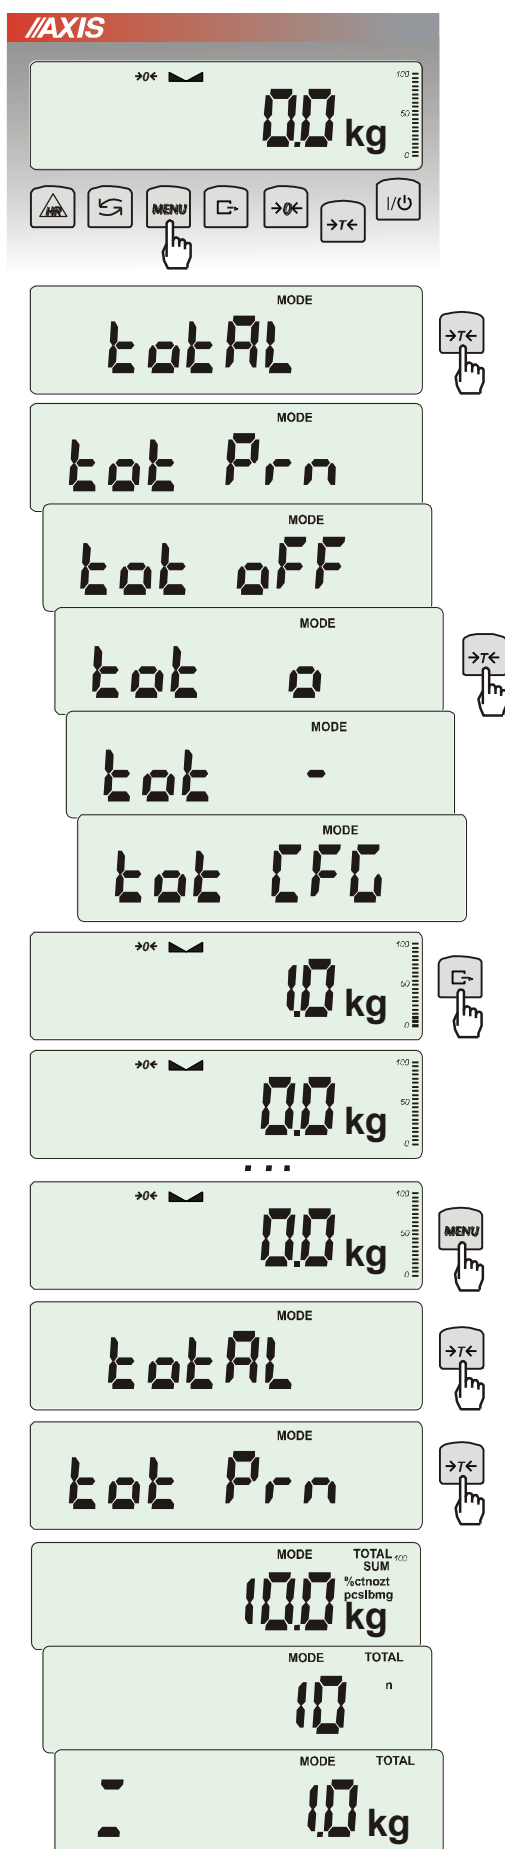 //AXIS
→0← 100
0.0 kg 50
0
HR MENU →0← →T← I/⏻
MODE
totAL →T←
MODE
tot Prn
MODE
tot oFF
MODE
tot o →T←
MODE
tot -
MODE
tot CFG
→0← 100
1.0 kg 50
0
→0← 100
0.0 kg 50
0
...
→0← 100
0.0 kg 50 MENU
0
MODE
totAL →T←
MODE
tot Prn →T←
MODE TOTAL 100
SUM
%ctnozt
pcslbmg
10.0 kg
MODE TOTAL
10 n
MODE TOTAL
1.0 kg